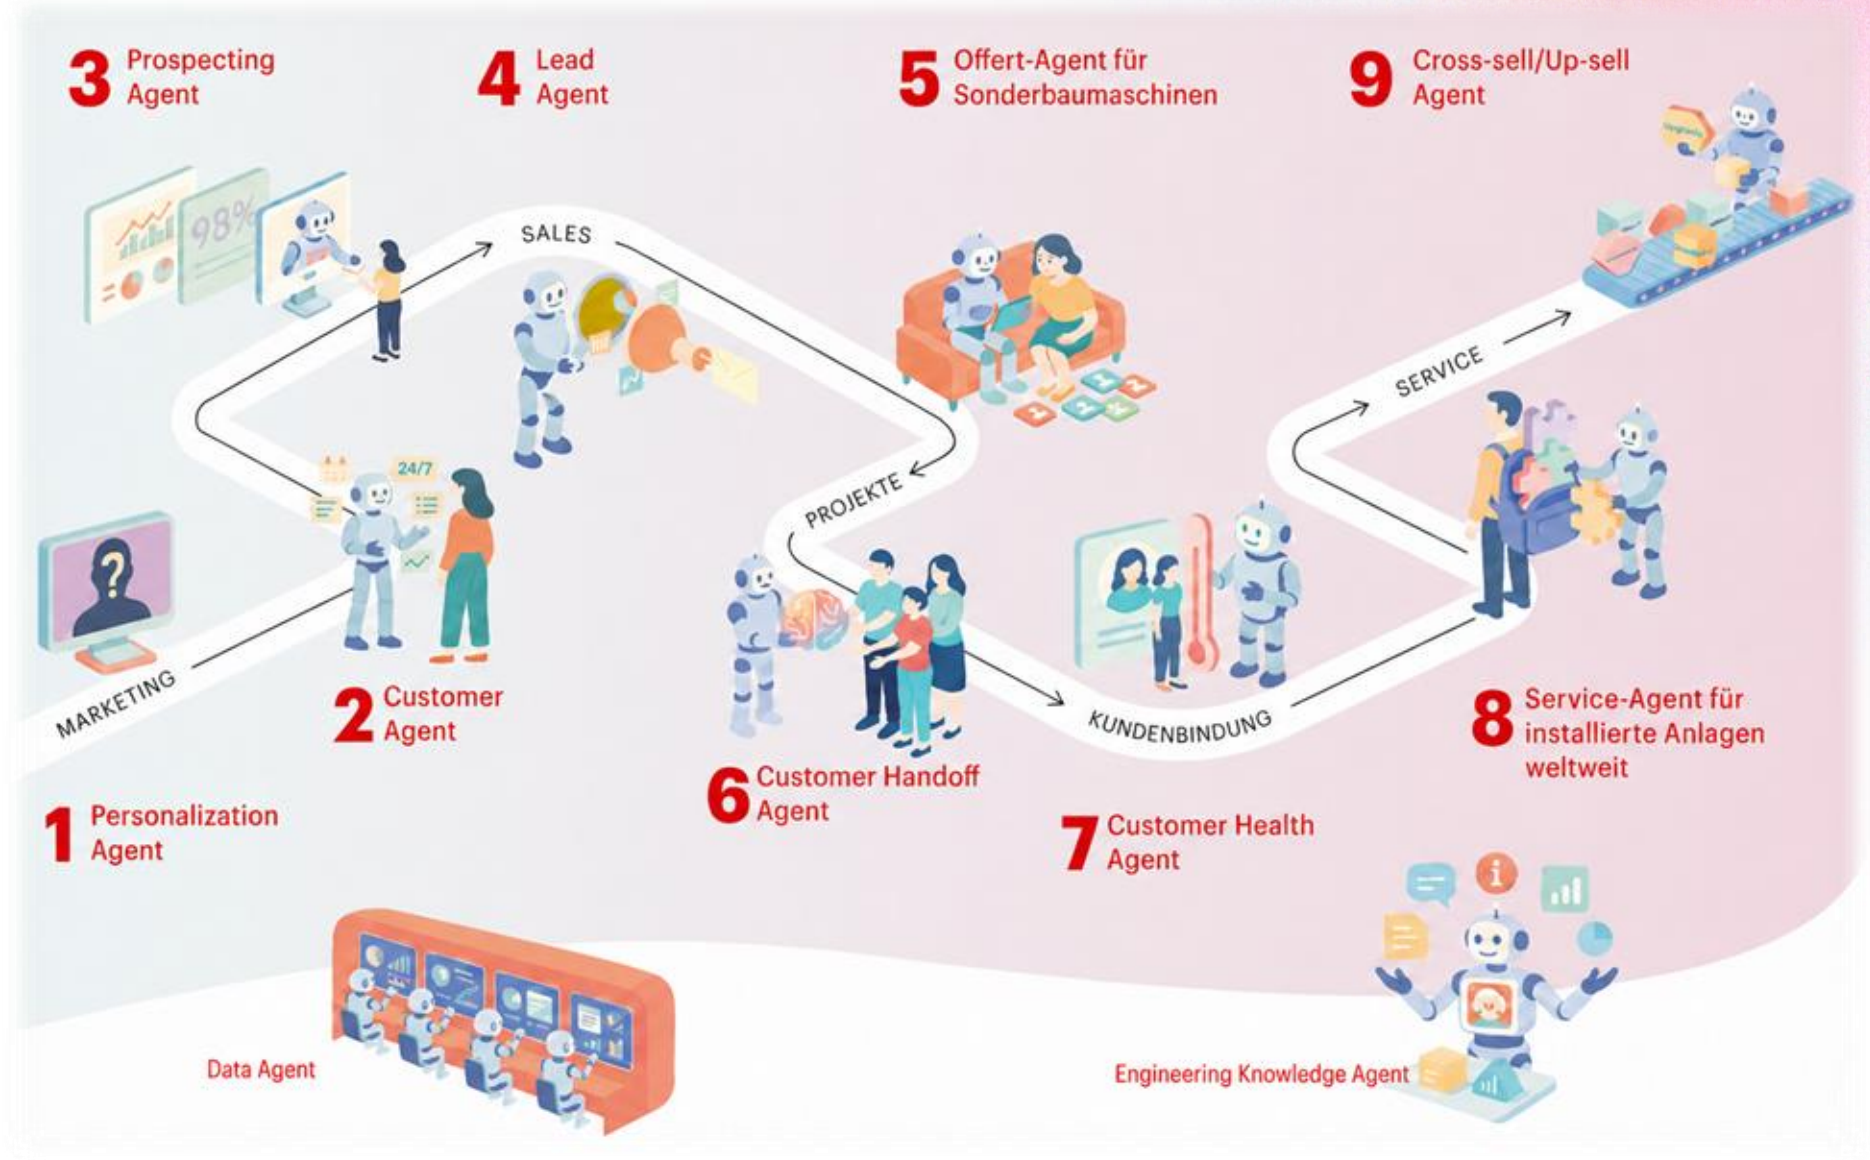 3 Prospecting
Agent
4 Lead
Agent
5 Offert-Agent für
Sonderbaumaschinen
9 Cross-sell/Up-sell
Agent
Upgrade
98%
SALES
SERVICE
24/7
PROJEKTE
?
MARKETING
KUNDENBINDUNG
2 Customer
Agent
8 Service-Agent für
installierte Anlagen
weltweit
6 Customer Handoff
Agent
1 Personalization
Agent
7 Customer Health
Agent
i
Data Agent
Engineering Knowledge Agent